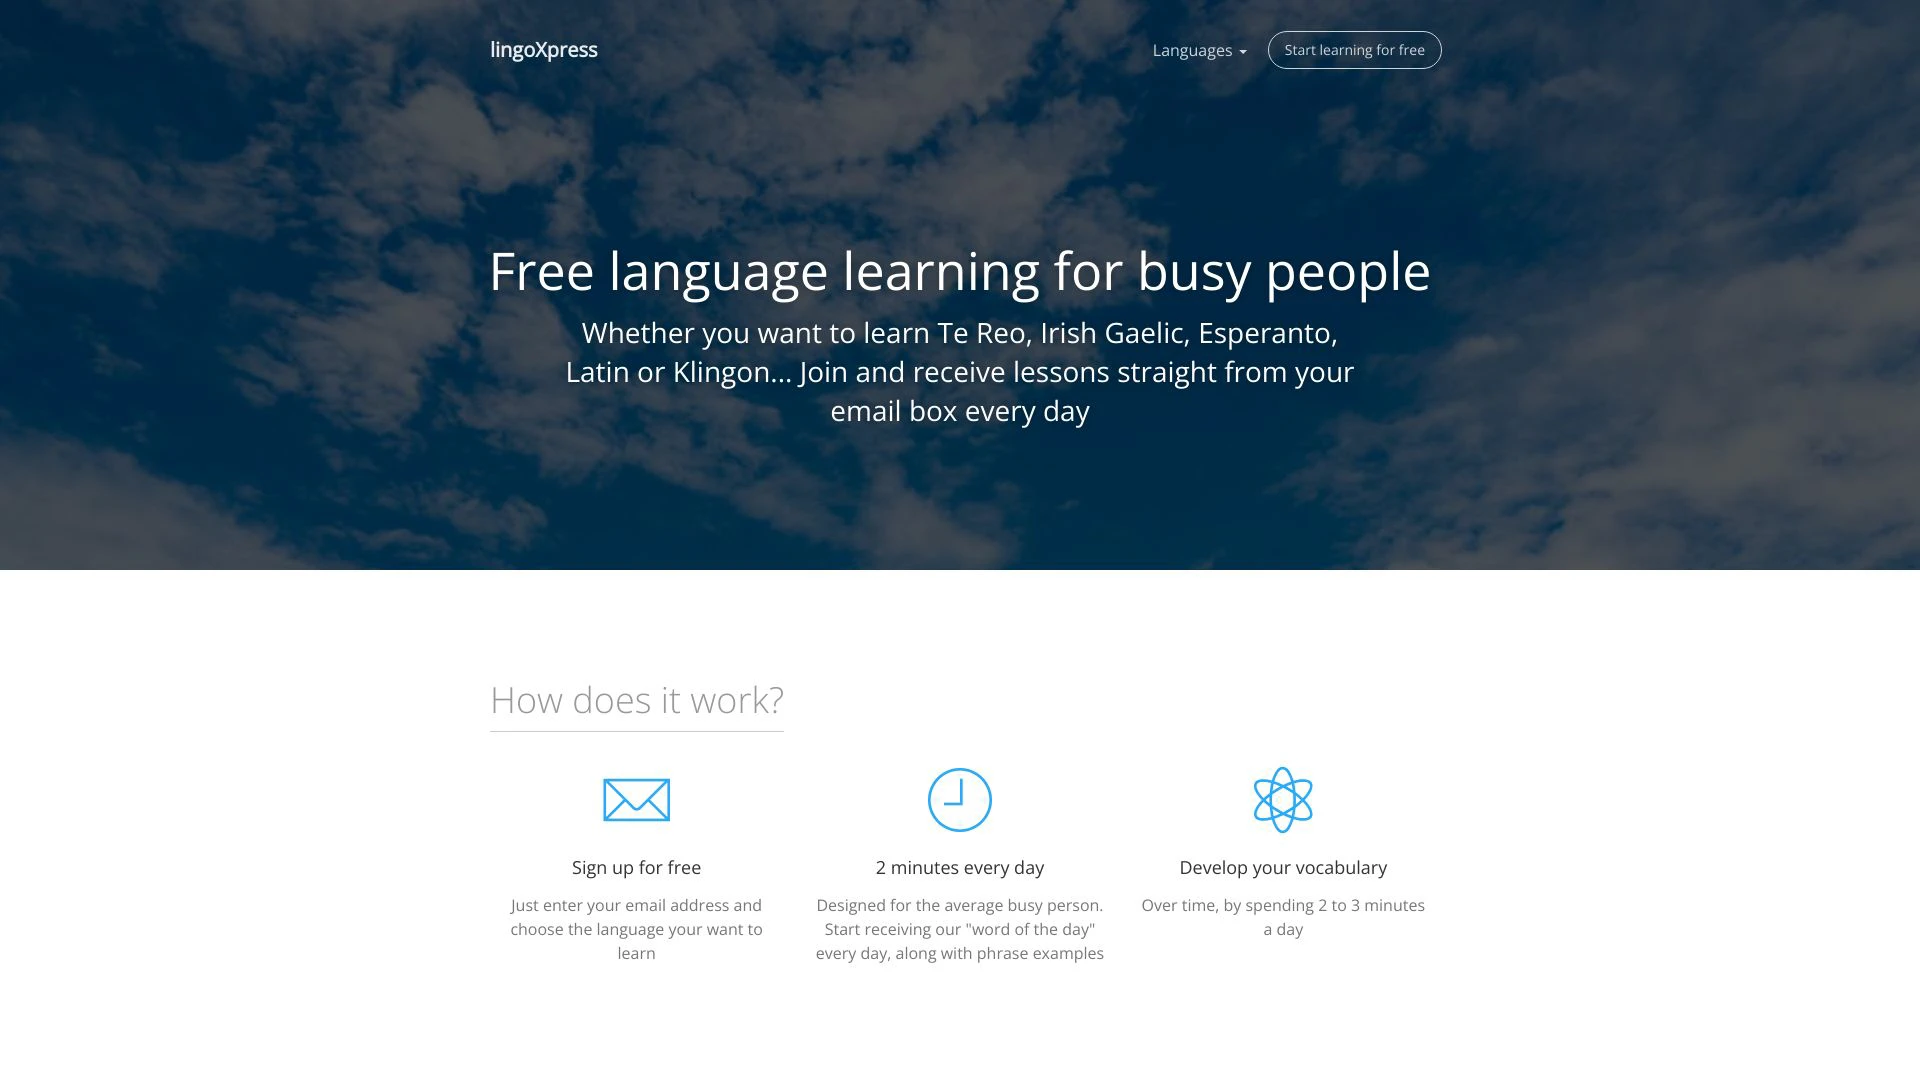 lingoXpress
Languages
Start learning for free
Free language learning for busy people
Whether you want to learn Te Reo, Irish Gaelic, Esperanto,
Latin or Klingon... Join and receive lessons straight from your
email box every day
How does it work?
Sign up for free
Just enter your email address and
choose the language your want to
learn
2 minutes every day
Designed for the average busy person.
Start receiving our "word of the day"
every day, along with phrase examples
Develop your vocabulary
Over time, by spending 2 to 3 minutes
a day